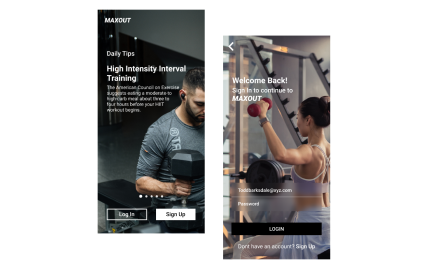 MAXOUT
Daily Tips
High Intensity Interval
Training
The American Council on Exercise
suggests eating a moderate to
high-carb meal about three to
four hours before your HIIT
workout begins.
Log In
Sign Up
Welcome Back!
Sign In to continue to
MAXOUT
Toddbarksdale@xyz.com
Password
LOGIN
Dont have an account? Sign Up